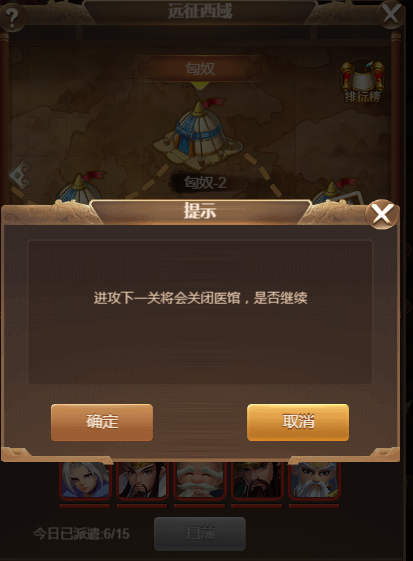 ?
远征西域
匈奴
排行榜
匈奴-2
提示
进攻下一关将会关闭医馆，是否继续
确定
取消
今日已派遣:6/15
扫荡